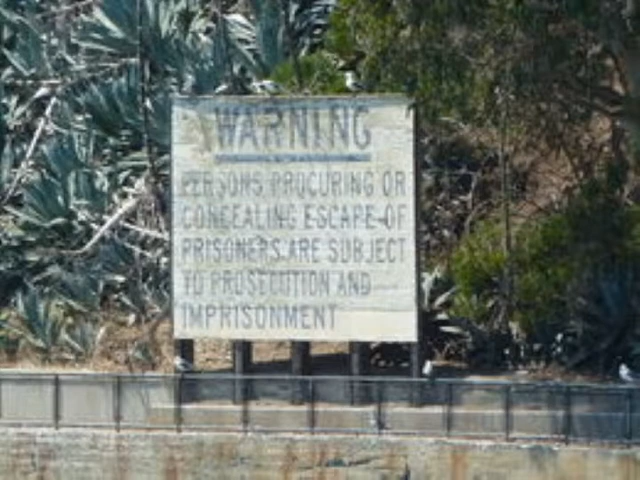 WARNING
PERSONS PROCURING OR
CONCEALING ESCAPE OF
PRISONERS ARE SUBJECT
TO PROSECUTION AND
IMPRISONMENT